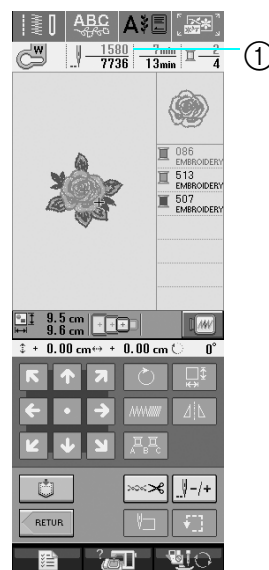 ABC
W
1580 7min 2
7736 13min 4
①
086
EMBROIDERY
513
EMBROIDERY
507
EMBROIDERY
9.5 cm
9.6 cm
+ 0.00 cm + 0.00 cm 0°
A B C
-/+
RETUR
?